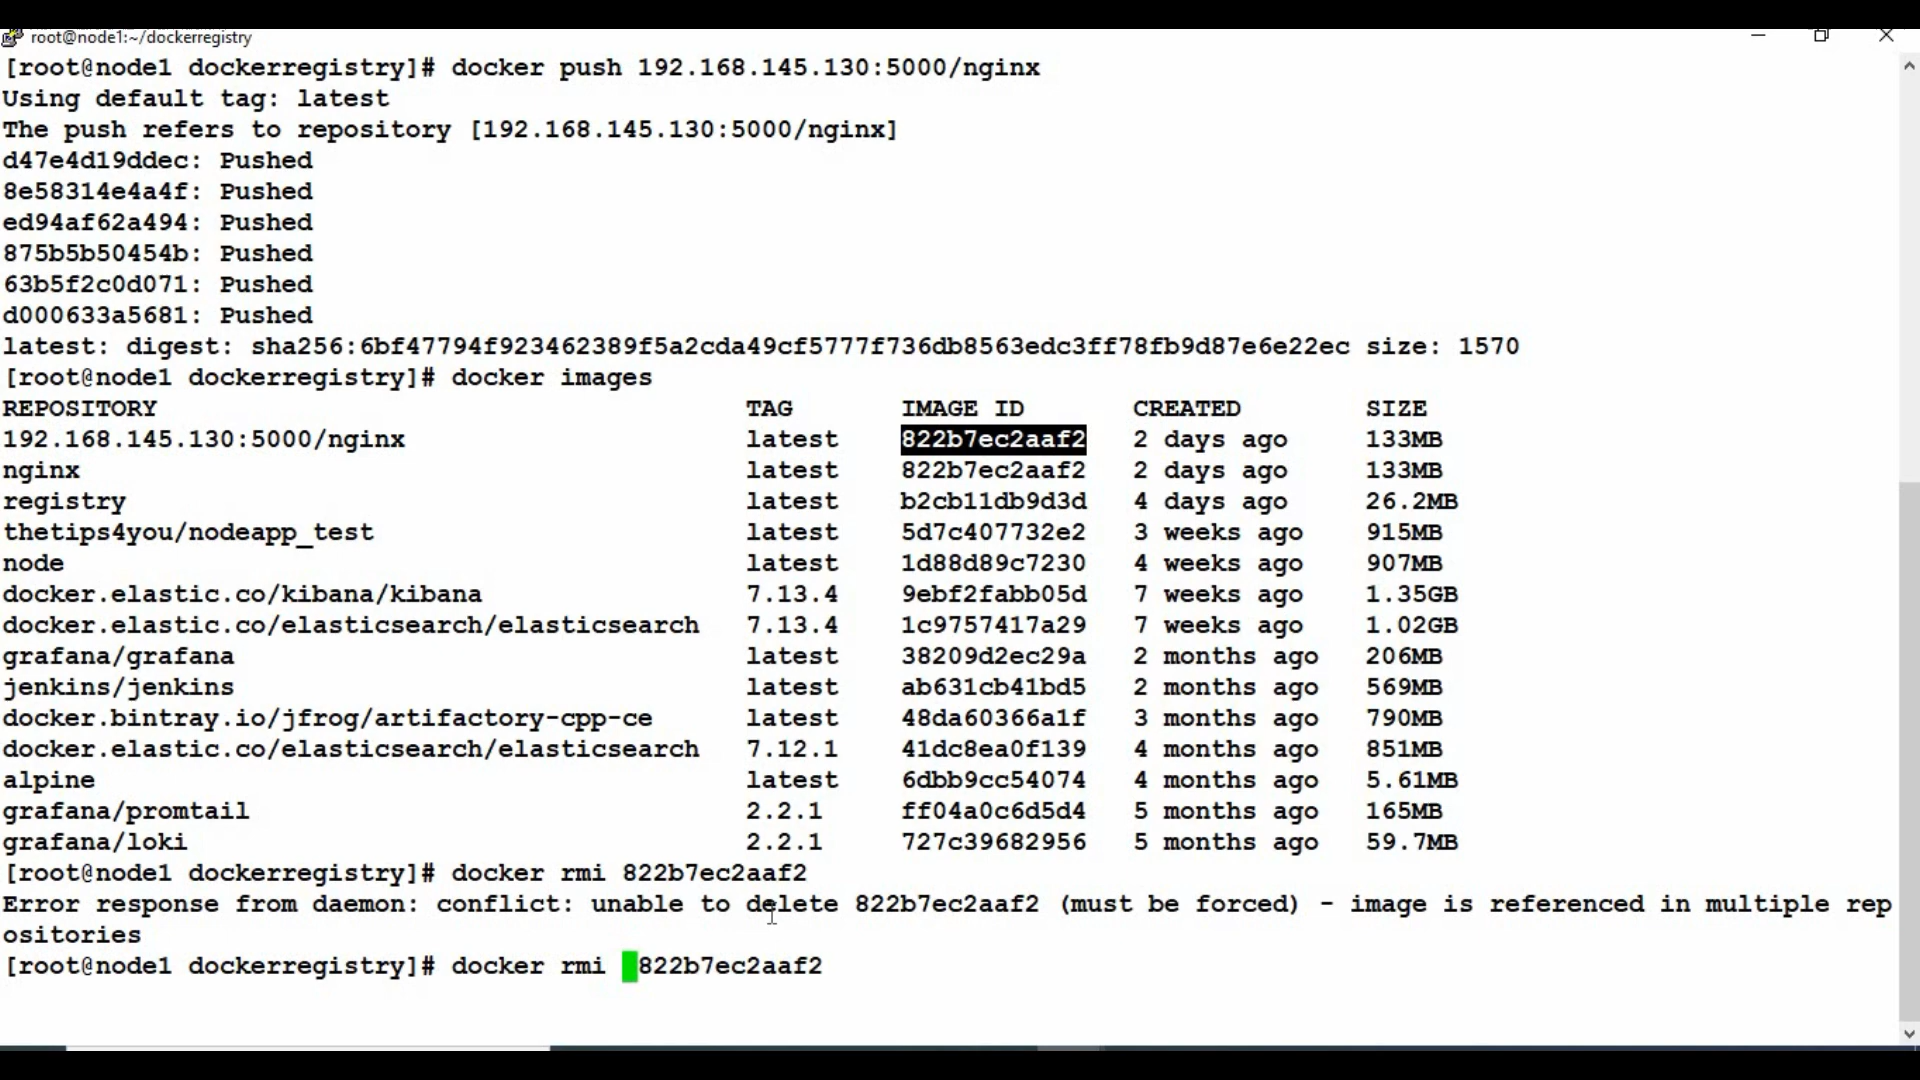 root@node1:~/dockerregistry
[root@node1 dockerregistry]# docker push 192.168.145.130:5000/nginx
Using default tag: latest
The push refers to repository [192.168.145.130:5000/nginx]
d47e4d19ddec: Pushed
8e58314e4a4f: Pushed
ed94af62a494: Pushed
875b5b50454b: Pushed
63b5f2c0d071: Pushed
d000633a5681: Pushed
latest: digest: sha256:6bf47794f923462389f5a2cda49cf5777f736db8563edc3ff78fb9d87e6e22ec size: 1570
[root@node1 dockerregistry]# docker images
REPOSITORY TAG IMAGE ID CREATED SIZE
192.168.145.130:5000/nginx latest 822b7ec2aaf2 2 days ago 133MB
nginx latest 822b7ec2aaf2 2 days ago 133MB
registry latest b2cb11db9d3d 4 days ago 26.2MB
thetips4you/nodeapp_test latest 5d7c407732e2 3 weeks ago 915MB
node latest 1d88d89c7230 4 weeks ago 907MB
docker.elastic.co/kibana/kibana 7.13.4 9ebf2fabb05d 7 weeks ago 1.35GB
docker.elastic.co/elasticsearch/elasticsearch 7.13.4 1c9757417a29 7 weeks ago 1.02GB
grafana/grafana latest 38209d2ec29a 2 months ago 206MB
jenkins/jenkins latest ab631cb41bd5 2 months ago 569MB
docker.bintray.io/jfrog/artifactory-cpp-ce latest 48da60366a1f 3 months ago 790MB
docker.elastic.co/elasticsearch/elasticsearch 7.12.1 41dc8ea0f139 4 months ago 851MB
alpine latest 6dbb9cc54074 4 months ago 5.61MB
grafana/promtail 2.2.1 ff04a0c6d5d4 5 months ago 165MB
grafana/loki 2.2.1 727c39682956 5 months ago 59.7MB
[root@node1 dockerregistry]# docker rmi 822b7ec2aaf2
Error response from daemon: conflict: unable to delete 822b7ec2aaf2 (must be forced) - image is referenced in multiple rep
ositories
[root@node1 dockerregistry]# docker rmi 822b7ec2aaf2